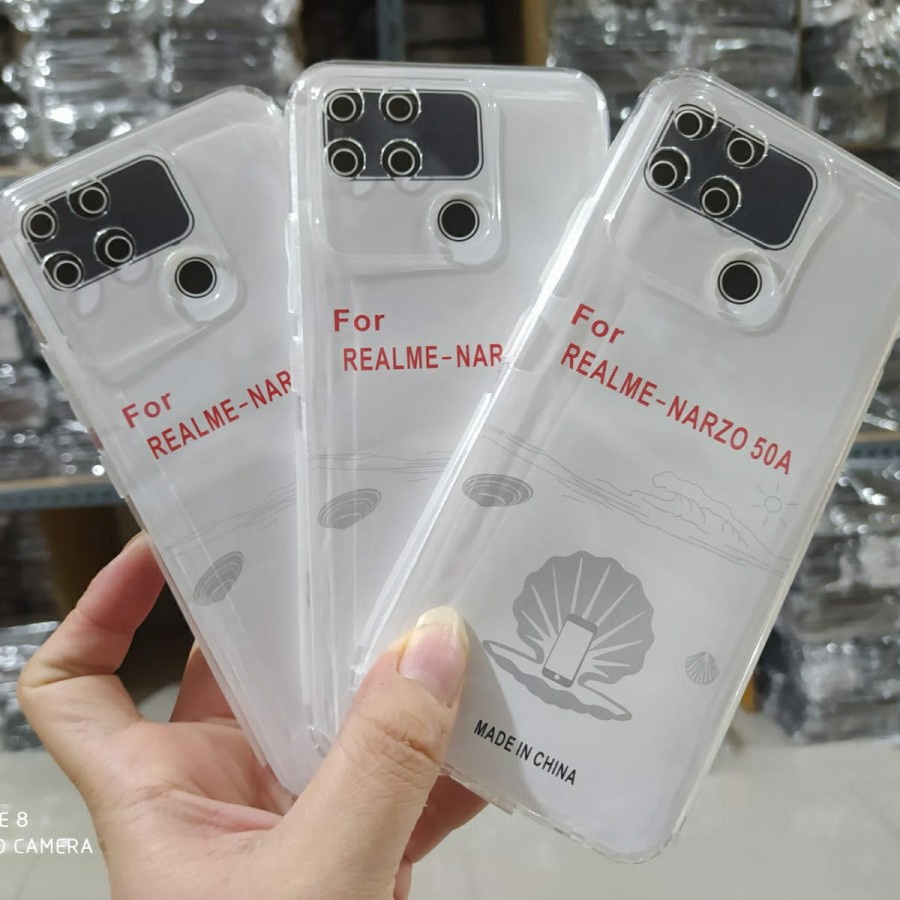 For
REALME-NAR
For
REALME-NAR
For
REALME-NARZO 50A
MADE IN CHINA
E 8
CAMERA